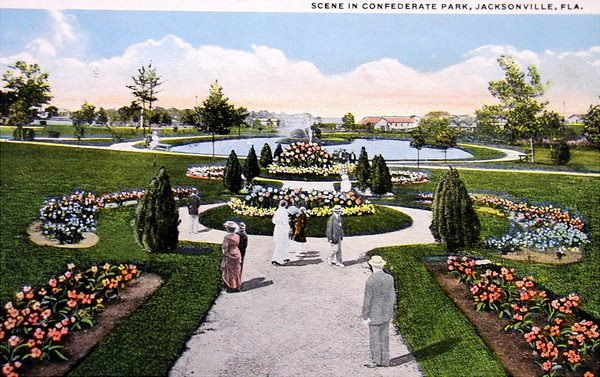 SCENE IN CONFEDERATE PARK, JACKSONVILLE, FLA.